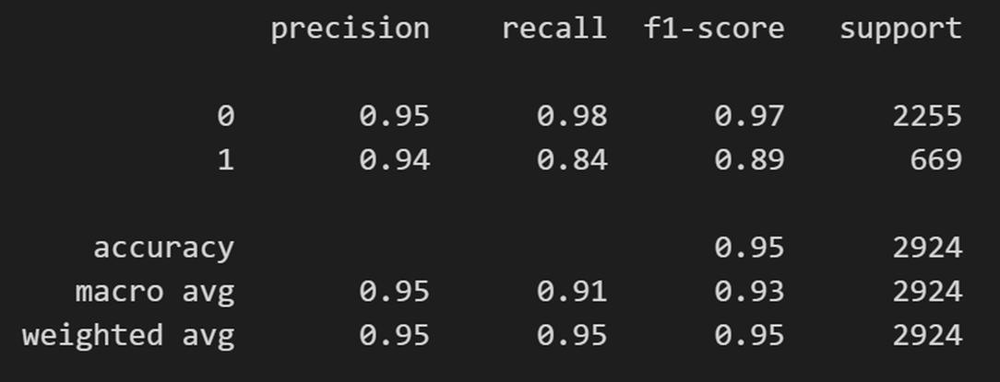 precision recall f1-score support
0 0.95 0.98 0.97 2255
1 0.94 0.84 0.89 669
accuracy 0.95 2924
macro avg 0.95 0.91 0.93 2924
weighted avg 0.95 0.95 0.95 2924